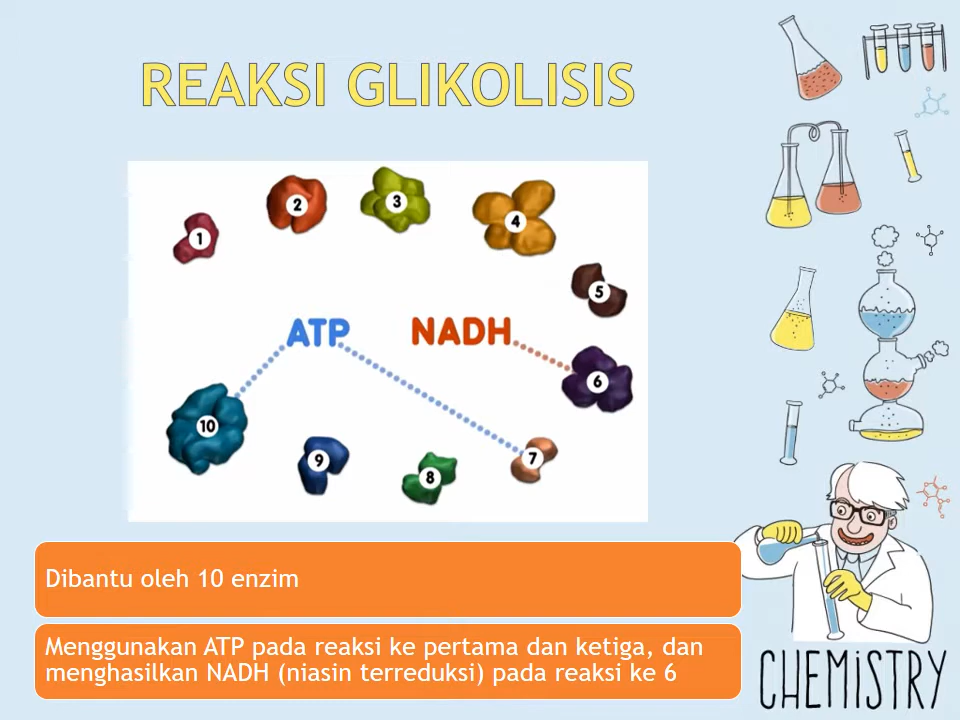 REAKSI GLIKOLISIS
1
2
3
4
5
ATP NADH
6
10
9
8
7
Dibantu oleh 10 enzim
Menggunakan ATP pada reaksi ke pertama dan ketiga, dan
menghasilkan NADH (niasin terreduksi) pada reaksi ke 6
CHEMiSTRY